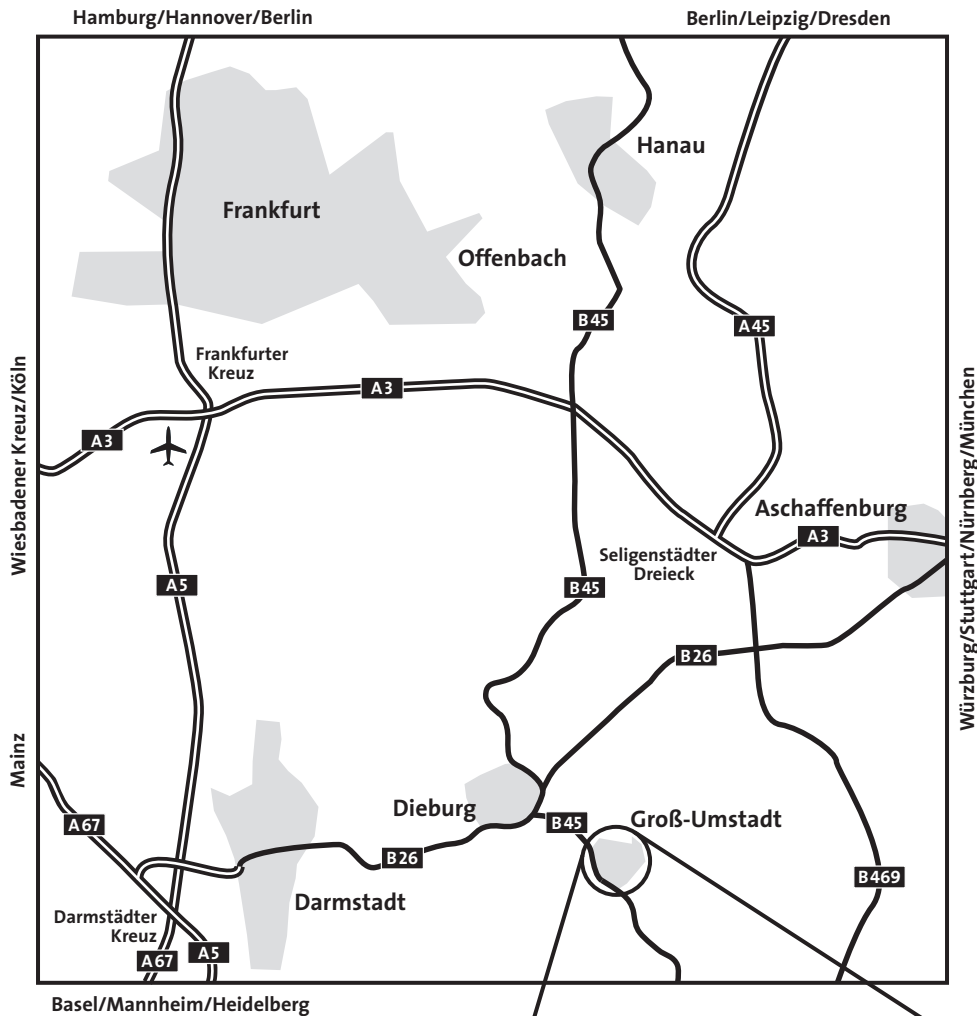 Hamburg/Hannover/Berlin
Berlin/Leipzig/Dresden
Hanau
Frankfurt
Offenbach
B45
A45
Frankfurter
Kreuz
A3
A3
Wiesbadener Kreuz/Köln
Würzburg/Stuttgart/Nürnberg/München
Aschaffenburg
A3
Seligenstädter
Dreieck
A5
B45
B26
Mainz
A67
Dieburg
B45
Groß-Umstadt
B26
B469
Darmstadt
Darmstädter
Kreuz
A5
A67
Basel/Mannheim/Heidelberg